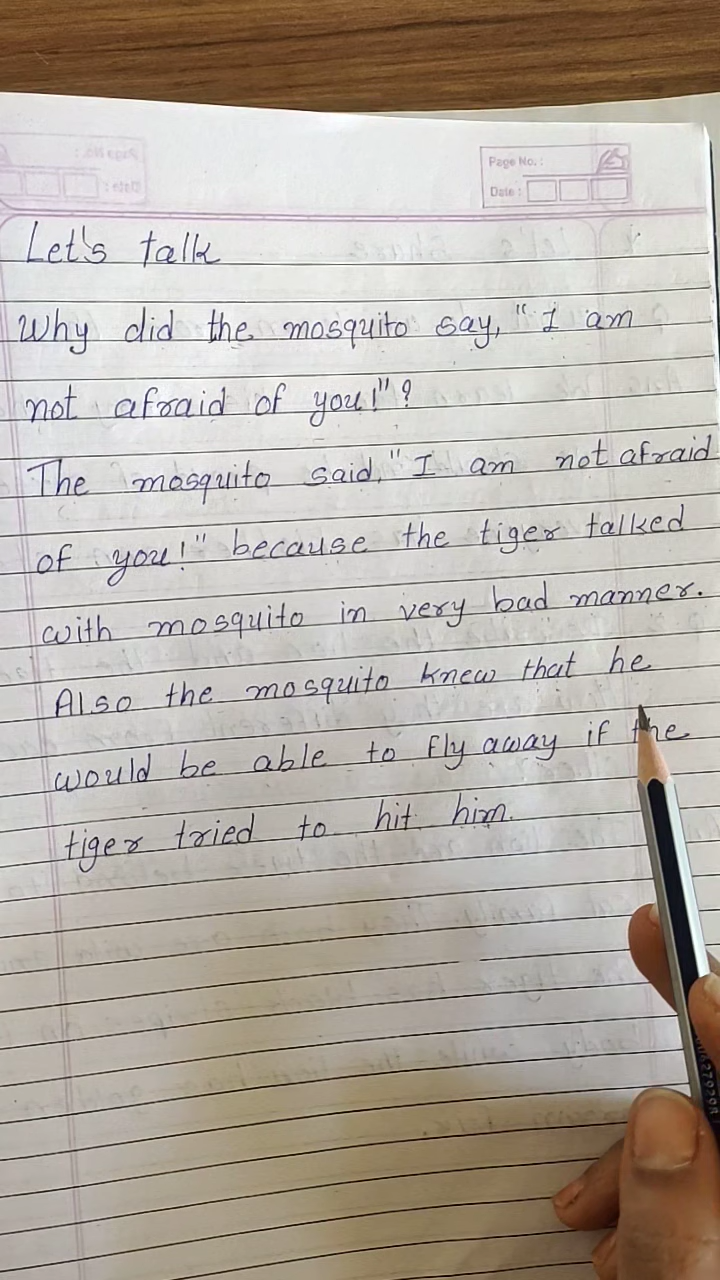 Page No.:
Date:
Let's talk
Why did the mosquito say, "I am
not afraid of you!"?
The mosquito said, "I am not afraid
of you!" because the tiger talked
with mosquito in very bad manner.
Also the mosquito knew that he
would be able to fly away if the
tiger tried to hit him.